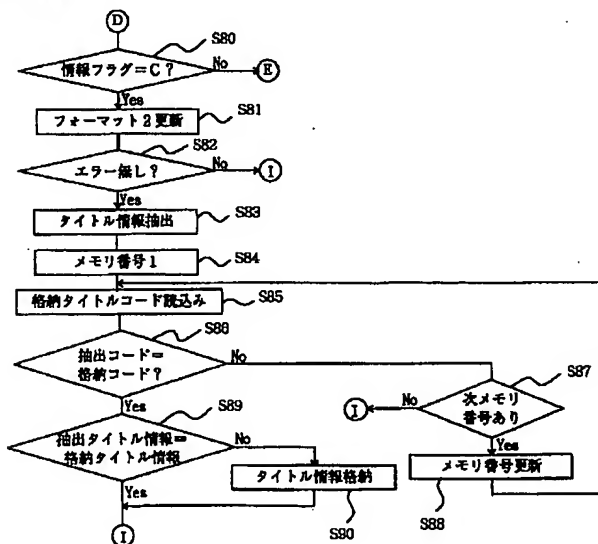 D
S80
情報フラグ=C?
No
E
Yes
S81
フォーマット2更新
S82
エラー無し?
No
I
Yes
S83
タイトル情報抽出
メモリ番号1
S84
格納タイトルコード読込み
S85
S86
抽出コード=
格納コード?
No
S87
次メモリ
番号あり
No
I
Yes
S89
Yes
抽出タイトル情報=
格納タイトル情報
No
メモリ番号更新
タイトル情報格納
S88
Yes
S90
I